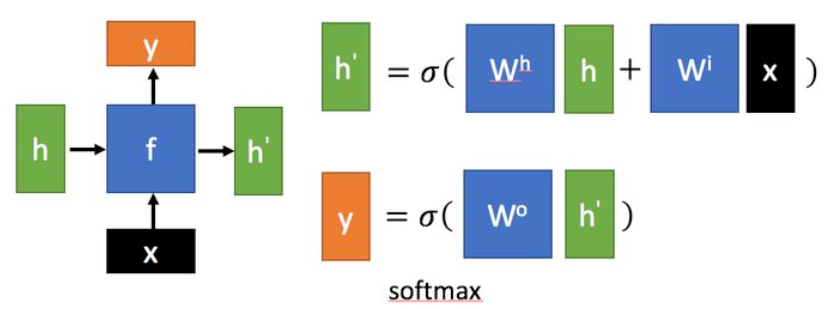 y
h
f
h'
x
h' = σ( Wʰ h + Wⁱ x )
y = σ( Wᵒ h' )
softmax